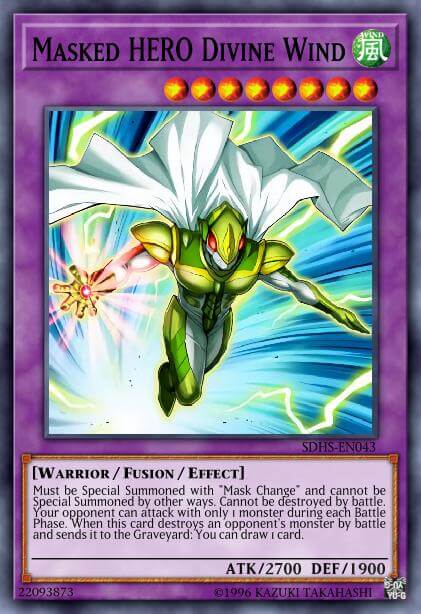 Masked HERO Divine Wind
WIND
風
SDHS-EN043
[Warrior / Fusion / Effect]
Must be Special Summoned with "Mask Change" and cannot be
Special Summoned by other ways. Cannot be destroyed by battle.
Your opponent can attack with only 1 monster during each Battle
Phase. When this card destroys an opponent's monster by battle
and sends it to the Graveyard: You can draw 1 card.
ATK/2700 DEF/1900
22093873
©1996 KAZUKI TAKAHASHI